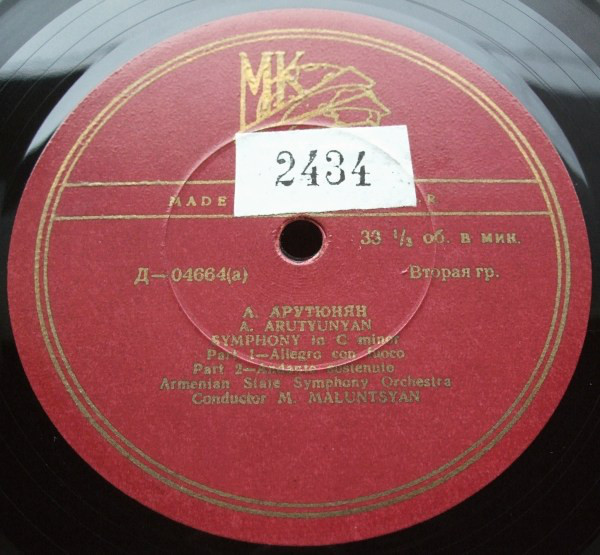 МК
2434
MADE R
33 1/3 об. в мин.
Д—04664(а)
Вторая гр.
А. АРУТЮНЯН
A. ARUTYUNYAN
SYMPHONY in C minor
Part 1—Allegro con fuoco
Part 2—Andante sostenuto
Armenian State Symphony Orchestra
Conductor M. MALUNTSYAN